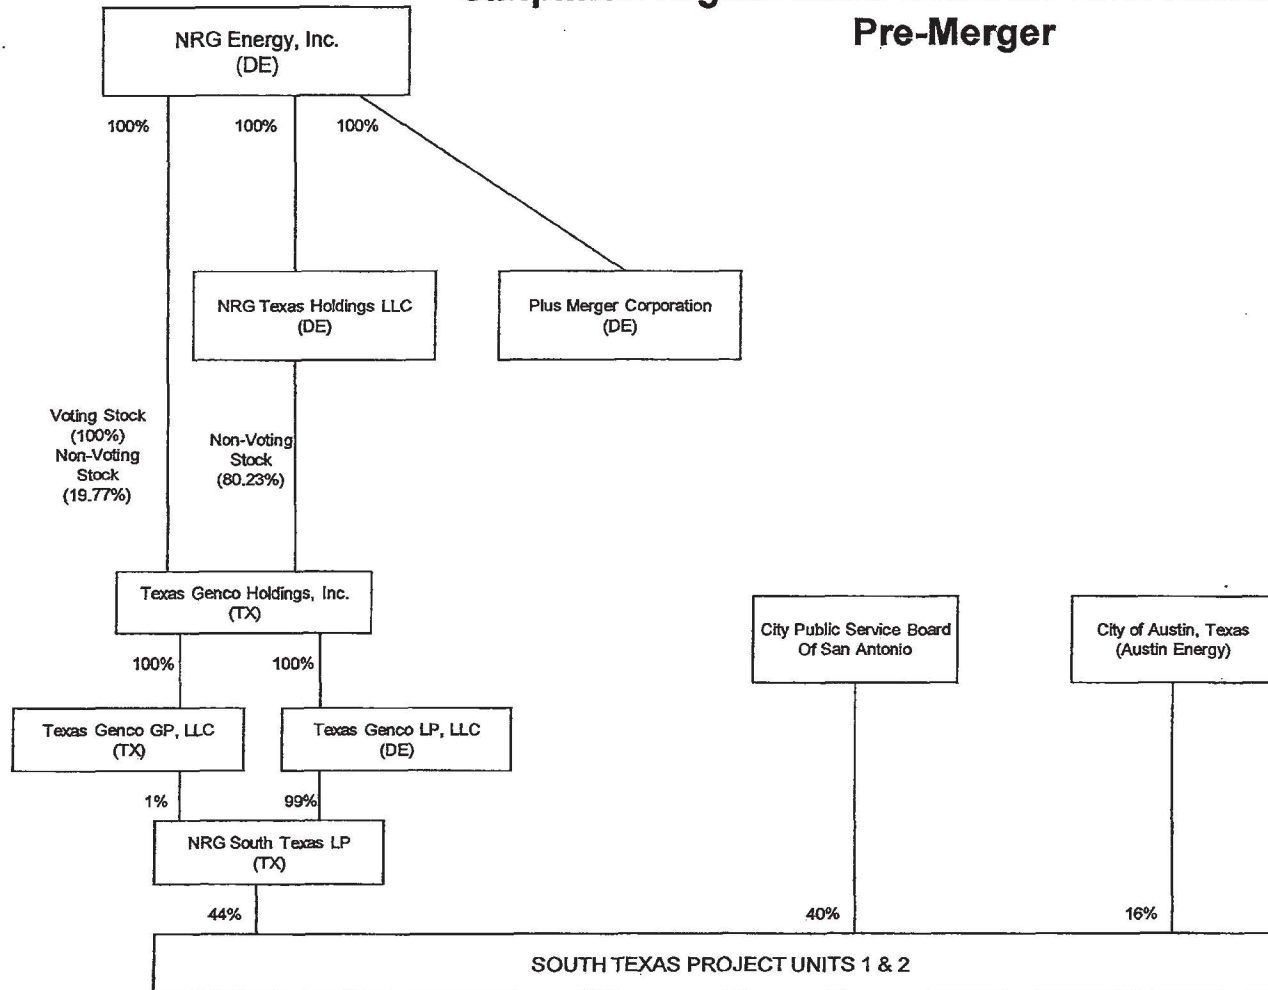 Pre-Merger
NRG Energy, Inc.
(DE)
100%
100%
100%
NRG Texas Holdings LLC
(DE)
Plus Merger Corporation
(DE)
Voting Stock
(100%)
Non-Voting
Stock
(19.77%)
Non-Voting
Stock
(80.23%)
Texas Genco Holdings, Inc.
(TX)
City Public Service Board
Of San Antonio
City of Austin, Texas
(Austin Energy)
100%
100%
Texas Genco GP, LLC
(TX)
Texas Genco LP, LLC
(DE)
1%
99%
NRG South Texas LP
(TX)
44%
40%
16%
SOUTH TEXAS PROJECT UNITS 1 & 2